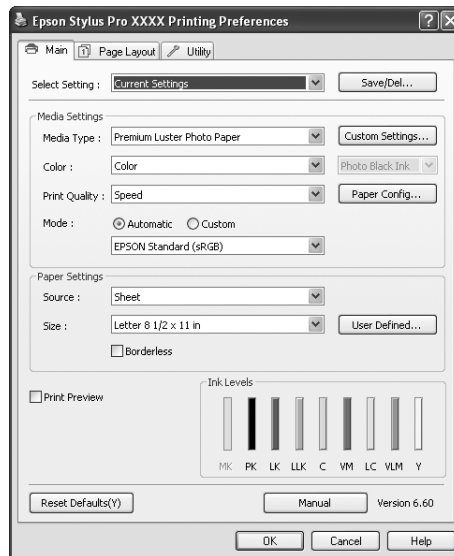 Epson Stylus Pro XXXX Printing Preferences
Main Page Layout Utility
Select Setting : Current Settings Save/Del...
Media Settings
Media Type : Premium Luster Photo Paper Custom Settings...
Color : Color Photo Black Ink
Print Quality : Speed Paper Config...
Mode : Automatic Custom
EPSON Standard (sRGB)
Paper Settings
Source : Sheet
Size : Letter 8 1/2 x 11 in User Defined...
Borderless
Print Preview
Ink Levels
MK PK LK LLK C VM LC VLM Y
Reset Defaults(Y) Manual Version 6.60
OK Cancel Help